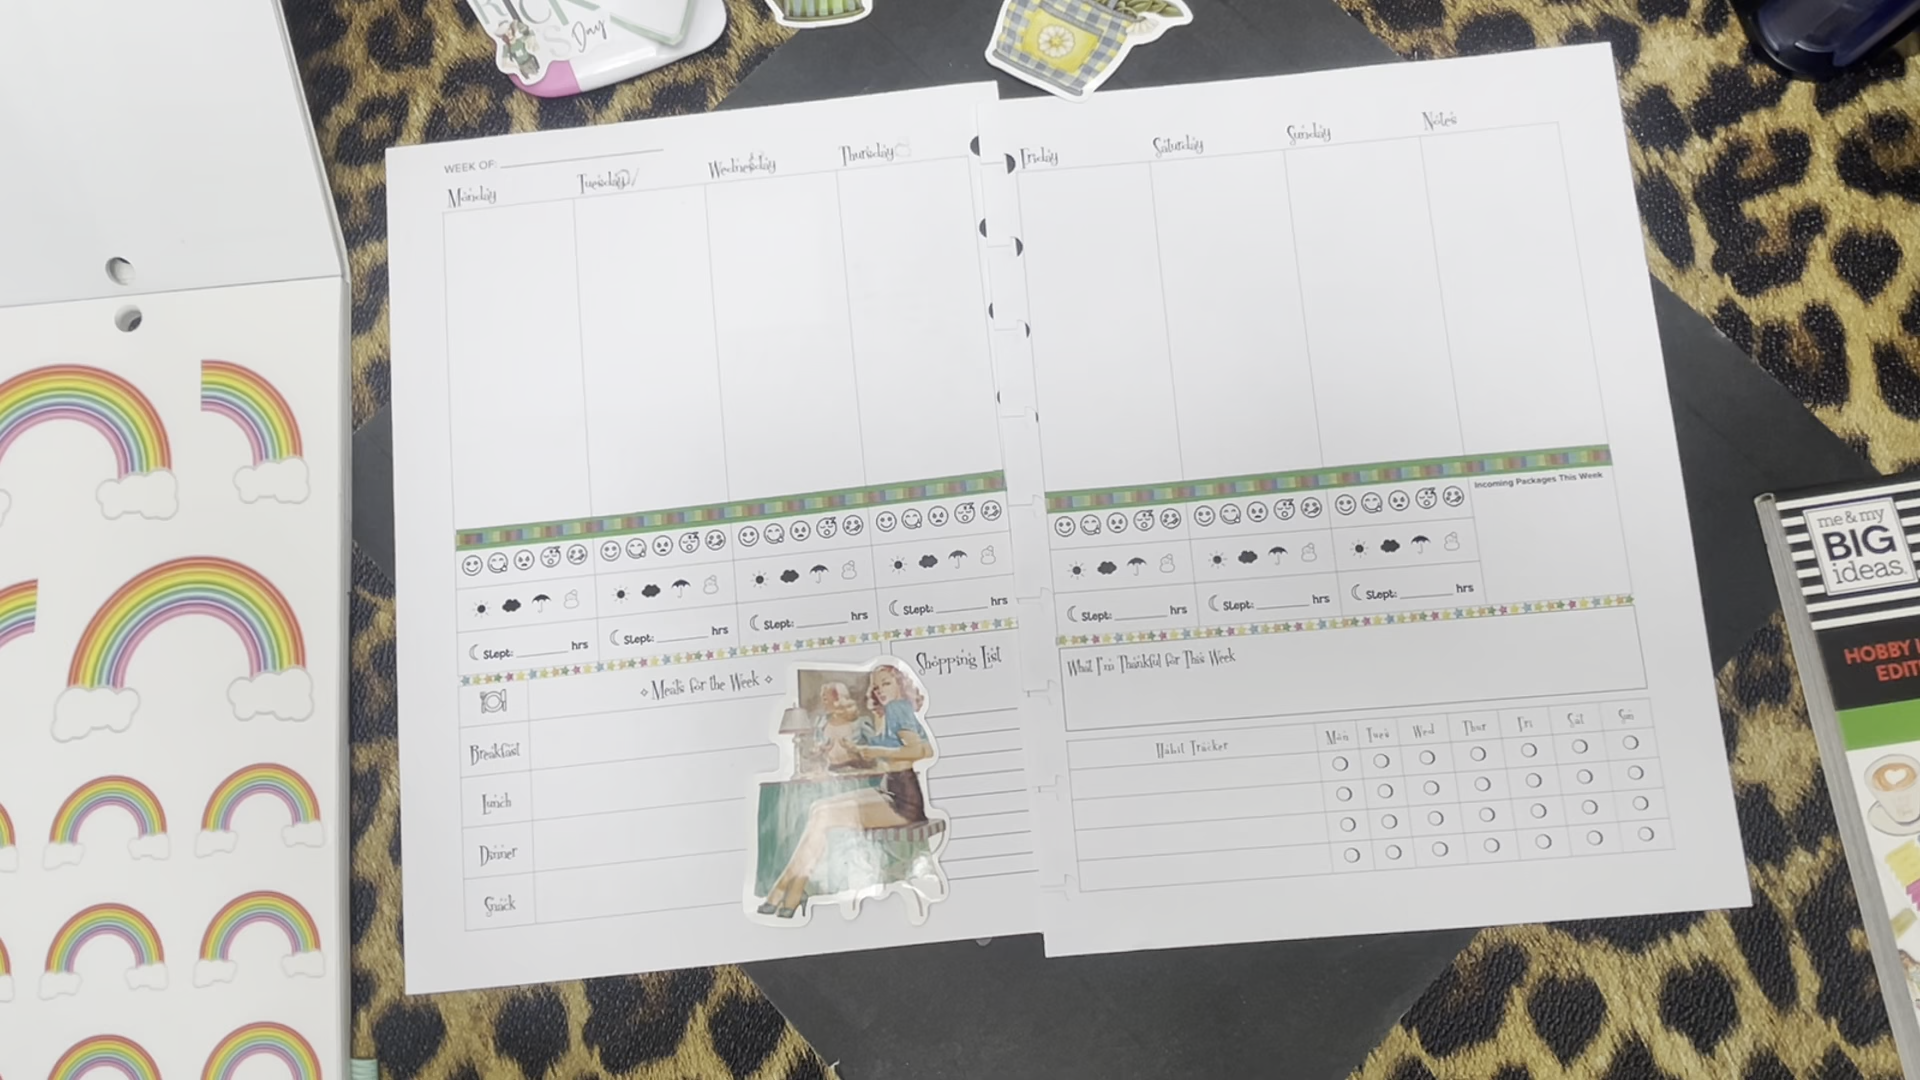 RICK
S Day
WEEK OF:
Monday
Tuesday
Wednesday
Thursday
Friday
Saturday
Sunday
Notes
Slept: hrs
Slept: hrs
Slept: hrs
Slept: hrs
Slept: hrs
Slept: hrs
Slept: hrs
Incoming Packages This Week
Meals for the Week
Shopping List
Breakfast
Lunch
Dinner
Snack
What I'm Thankful for This Week
Habit Tracker
Mon Tues Wed Thur Fri Sat Sun
me & my
BIG
ideas
HOBBY
EDIT